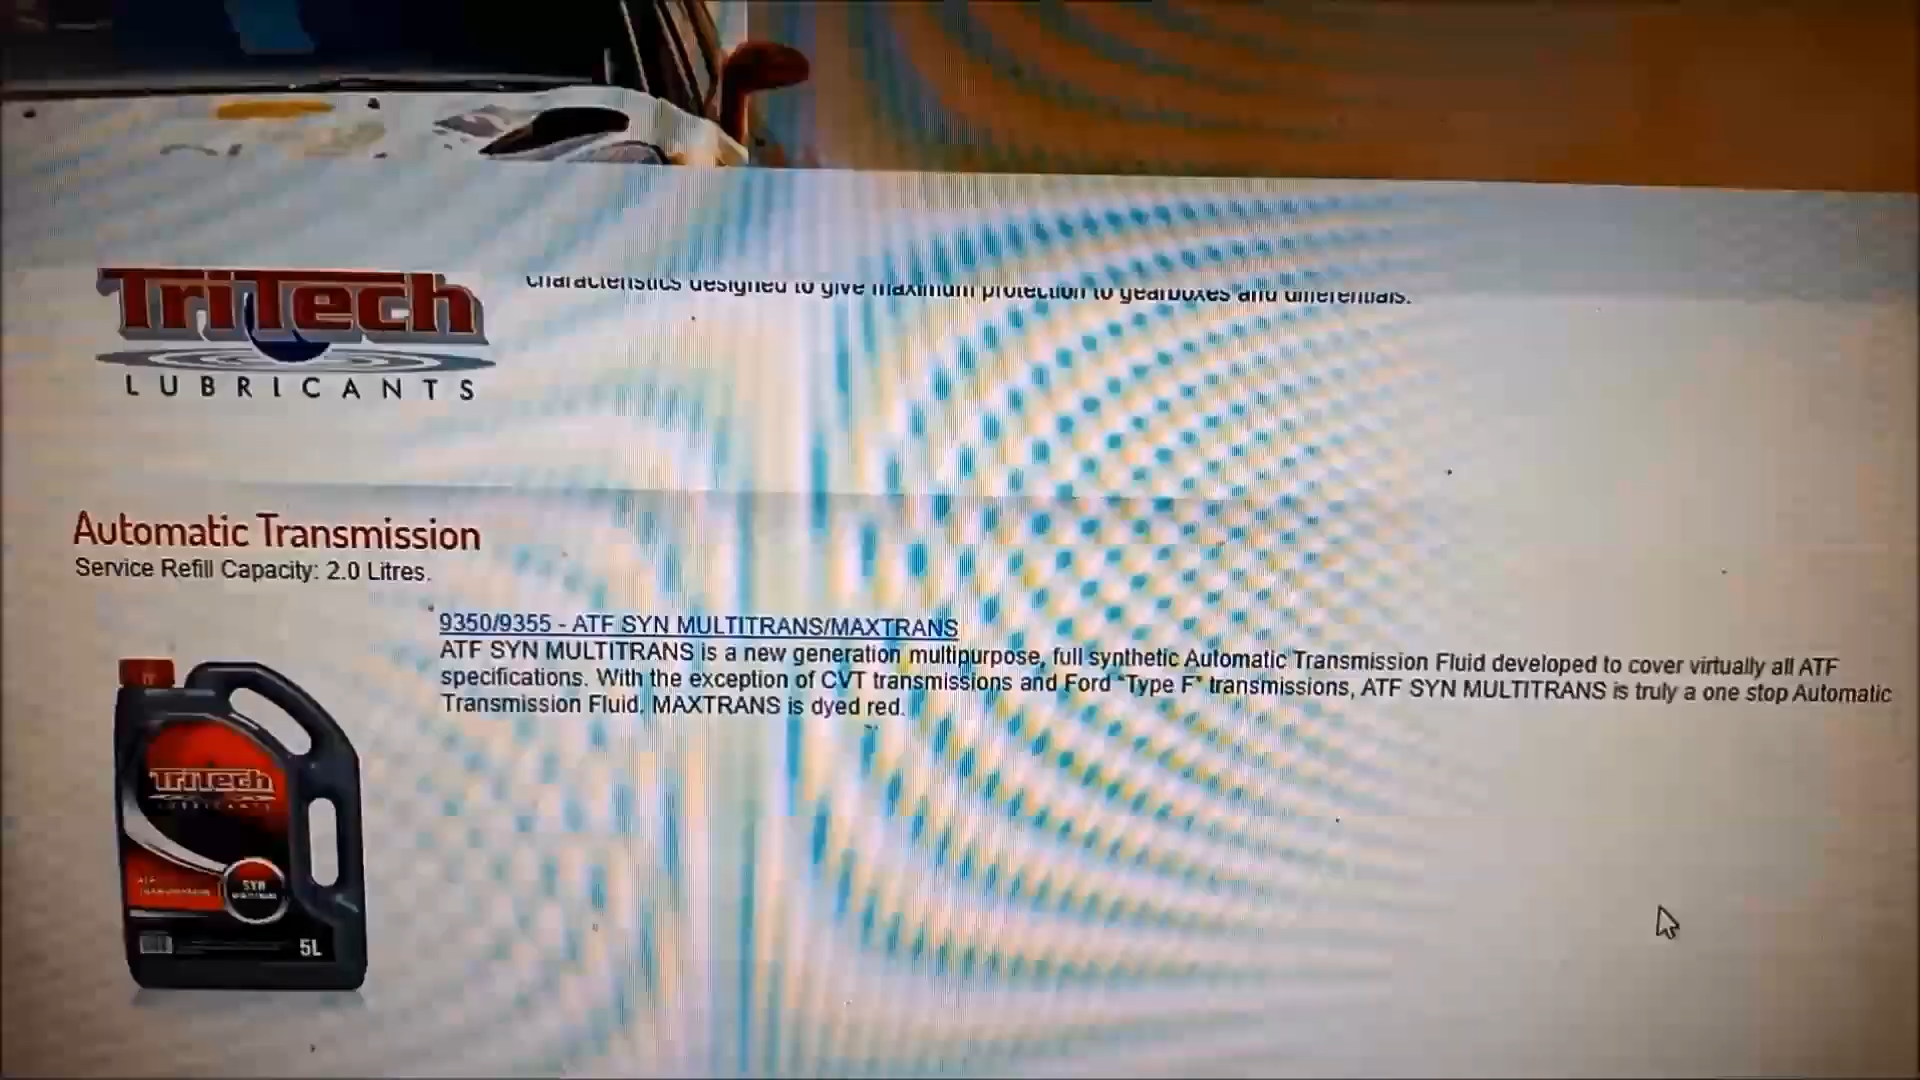 characteristics designed to give maximum protection to gearboxes and differentials.
TriTech
LUBRICANTS
Automatic Transmission
Service Refill Capacity: 2.0 Litres.
9350/9355 - ATF SYN MULTITRANS/MAXTRANS
ATF SYN MULTITRANS is a new generation multipurpose, full synthetic Automatic Transmission Fluid developed to cover virtually all ATF
specifications. With the exception of CVT transmissions and Ford "Type F" transmissions, ATF SYN MULTITRANS is truly a one stop Automatic
Transmission Fluid. MAXTRANS is dyed red.
TriTech
LUBRICANTS
SYN
5L